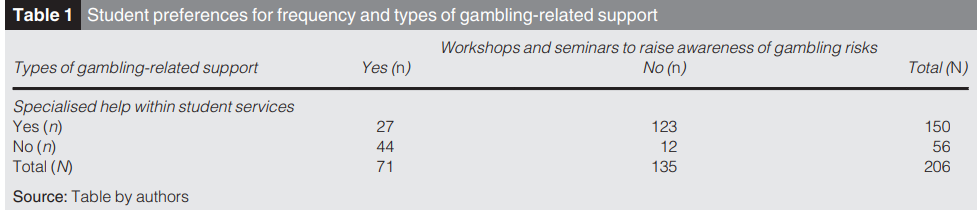 Table 1 Student preferences for frequency and types of gambling-related support
Workshops and seminars to raise awareness of gambling risks
Types of gambling-related support Yes (n) No (n) Total (N)
Specialised help within student services
Yes (n) 27 123 150
No (n) 44 12 56
Total (N) 71 135 206
Source: Table by authors